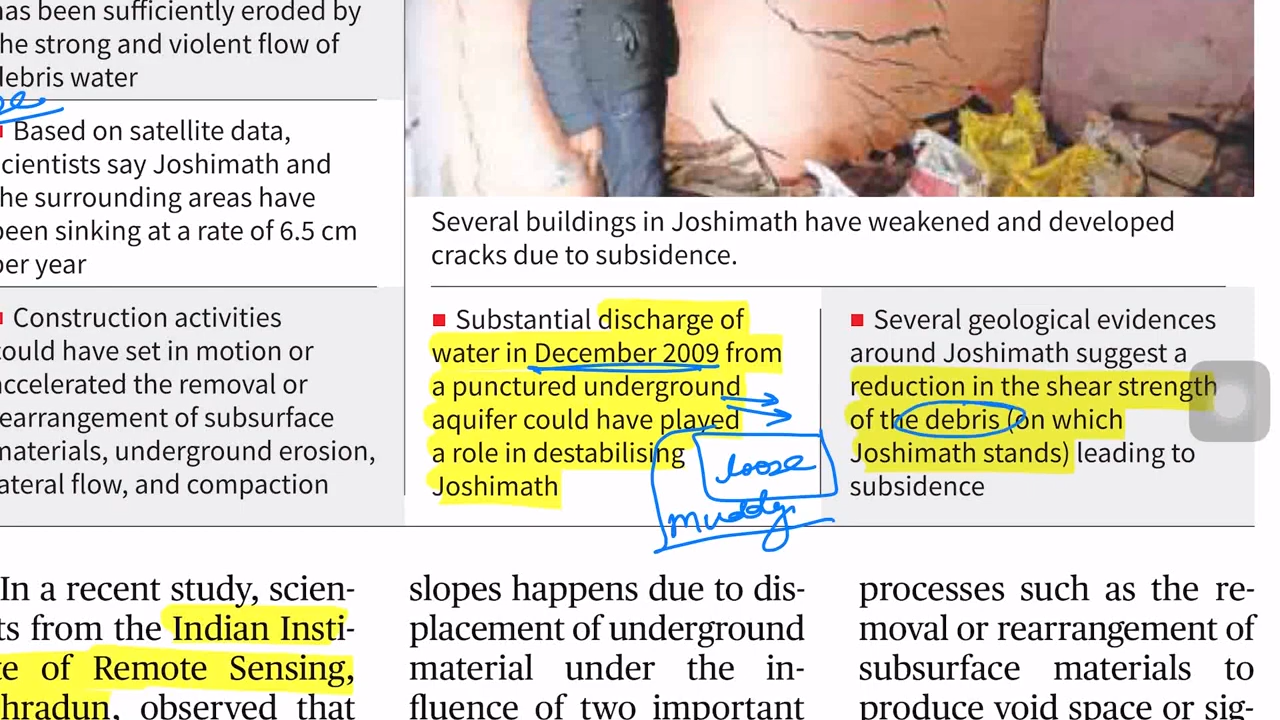 has been sufficiently eroded by
the strong and violent flow of
debris water
Based on satellite data,
scientists say Joshimath and
the surrounding areas have
been sinking at a rate of 6.5 cm
per year
Construction activities
could have set in motion or
accelerated the removal or
rearrangement of subsurface
materials, underground erosion,
lateral flow, and compaction
Several buildings in Joshimath have weakened and developed
cracks due to subsidence.
Substantial discharge of
water in December 2009 from
a punctured underground
aquifer could have played
a role in destabilising
Joshimath
loose
muddy
Several geological evidences
around Joshimath suggest a
reduction in the shear strength
of the debris (on which
Joshimath stands) leading to
subsidence
In a recent study, scien-
ts from the Indian Insti-
te of Remote Sensing,
hradun, observed that
slopes happens due to dis-
placement of underground
material under the in-
fluence of two important
processes such as the re-
moval or rearrangement of
subsurface materials to
produce void space or sig-